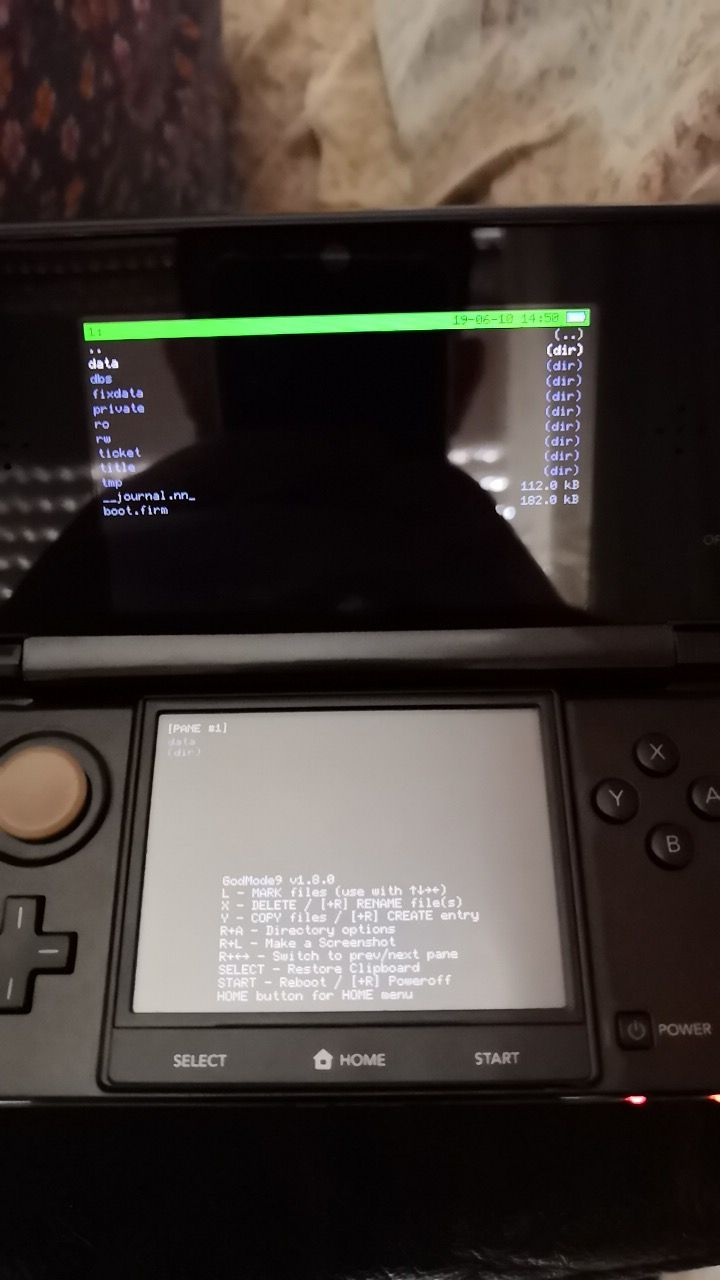 1:
19-06-10 14:50
.. (..)
data (dir)
dbs (dir)
fixdata (dir)
private (dir)
ro (dir)
rw (dir)
ticket (dir)
title (dir)
tmp (dir)
__journal.nn_ 112.0 kB
boot.firm 182.0 kB
[PANE #1]
data
(dir)
GodMode9 v1.8.0
L - MARK files (use with ↑↓→←)
X - DELETE / [+R] RENAME file(s)
Y - COPY files / [+R] CREATE entry
R+A - Directory options
R+L - Make a Screenshot
R+←→ - Switch to prev/next pane
SELECT - Restore Clipboard
START - Reboot / [+R] Poweroff
HOME button for HOME menu
X
Y
A
B
POWER
SELECT
HOME
START